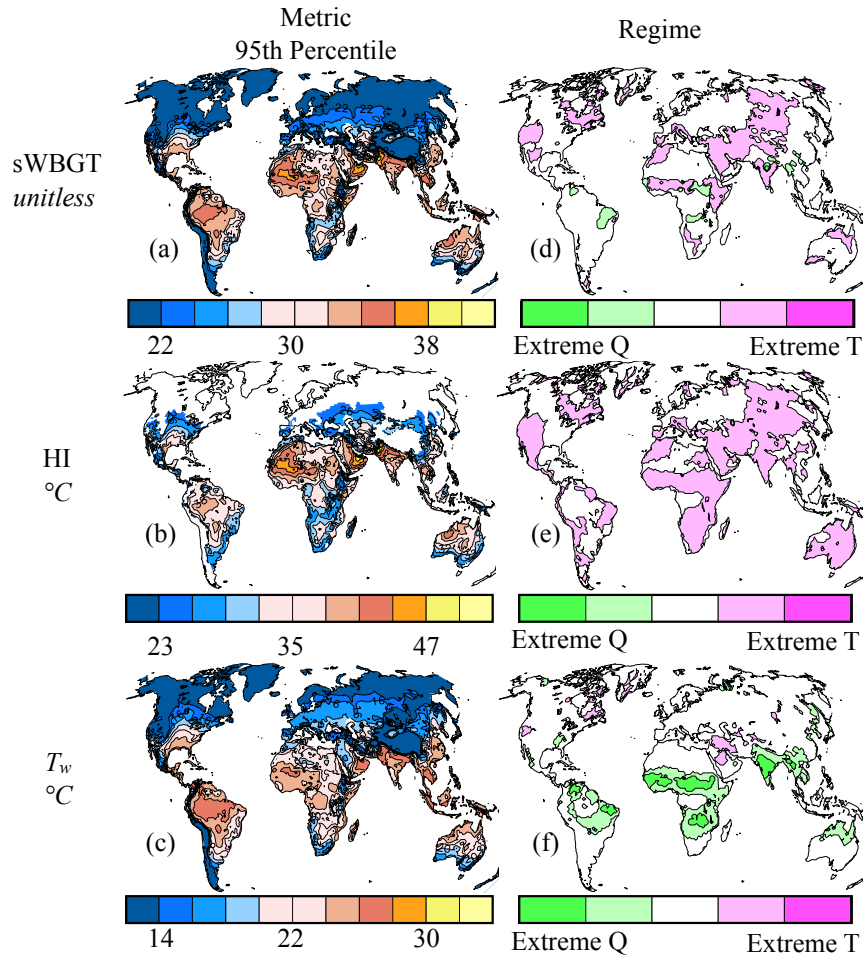 Metric
95th Percentile
Regime
sWBGT
unitless
(a)
(d)
22 30 38
Extreme Q Extreme T
HI
°C
(b)
(e)
23 35 47
Extreme Q Extreme T
Tw
°C
(c)
(f)
14 22 30
Extreme Q Extreme T